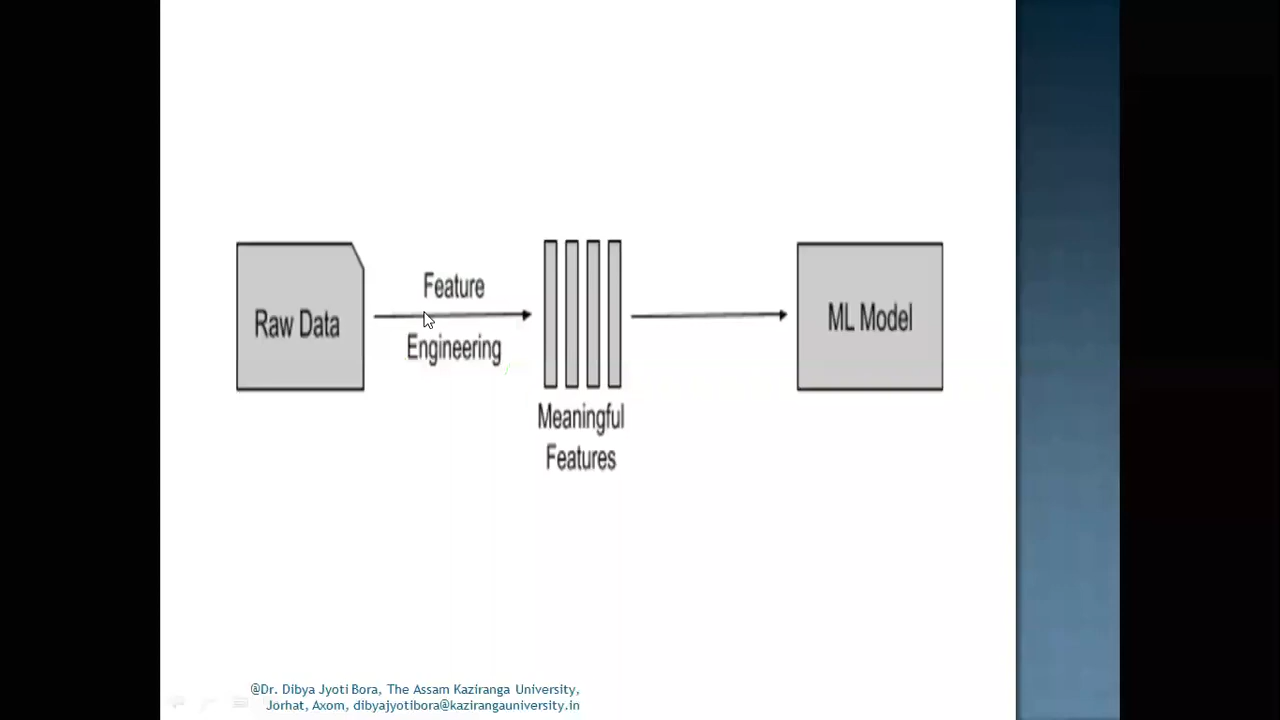 Raw Data
Feature
Engineering
Meaningful
Features
ML Model
@Dr. Dibya Jyoti Bora, The Assam Kaziranga University,
Jorhat, Axom, dibyajyotibora@kazirangauniversity.in